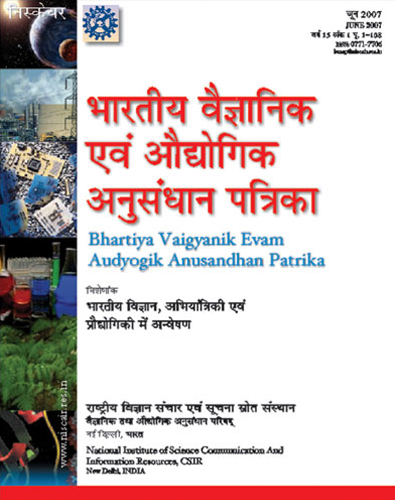 निस्केयर
जून 2007
JUNE 2007
वर्ष 15 अंक 1 पृ. 1-108
ISSN: 0771-7706
भारतीय वैज्ञानिक
एवं औद्योगिक
अनुसंधान पत्रिका
Bhartiya Vaigyanik Evam
Audyogik Anusandhan Patrika
भारतीय विज्ञान, अभियांत्रिकी एवं
प्रौद्योगिकी में अन्वेषण
राष्ट्रीय विज्ञान संचार एवं सूचना स्रोत संस्थान
वैज्ञानिक तथा औद्योगिक अनुसंधान परिषद्
नई दिल्ली, भारत
National Institute of Science Communication And
Information Resources, CSIR
New Delhi, INDIA
www.niscair.res.in